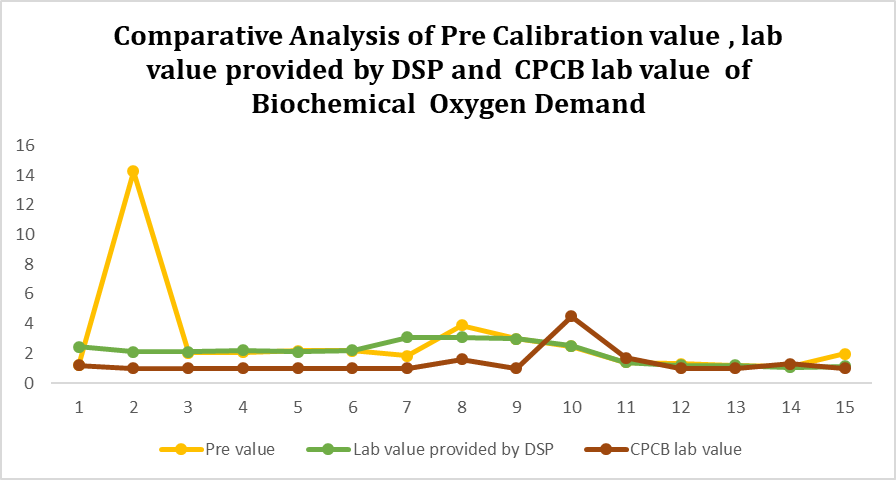 Comparative Analysis of Pre Calibration value , lab
value provided by DSP and CPCB lab value of
Biochemical Oxygen Demand
16
14
12
10
8
6
4
2
0
1 2 3 4 5 6 7 8 9 10 11 12 13 14 15
Pre value Lab value provided by DSP CPCB lab value